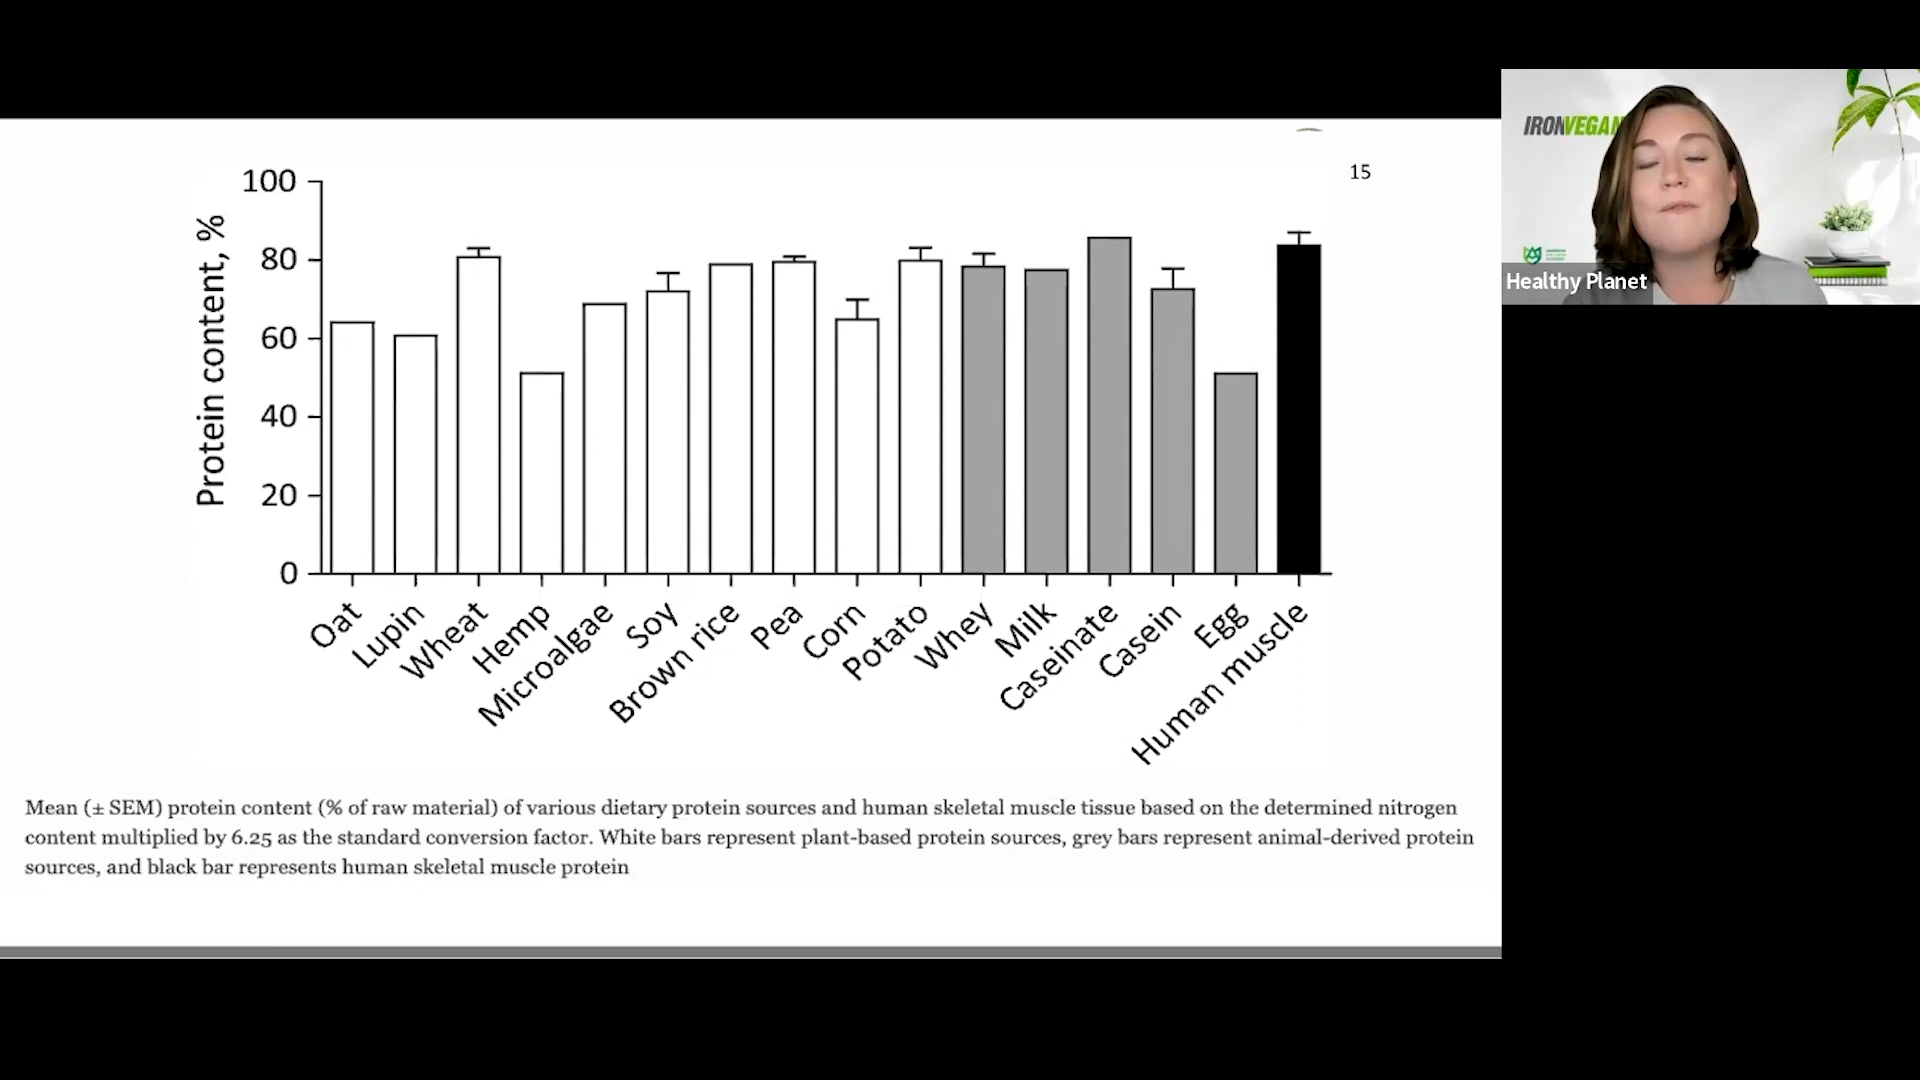 15
100
80
60
40
20
0
Protein content, %
Oat
Lupin
Wheat
Hemp
Microalgae
Soy
Brown rice
Pea
Corn
Potato
Whey
Milk
Caseinate
Casein
Egg
Human muscle
Mean (± SEM) protein content (% of raw material) of various dietary protein sources and human skeletal muscle tissue based on the determined nitrogen
content multiplied by 6.25 as the standard conversion factor. White bars represent plant-based protein sources, grey bars represent animal-derived protein
sources, and black bar represents human skeletal muscle protein
IRONVEGAN
Healthy Planet